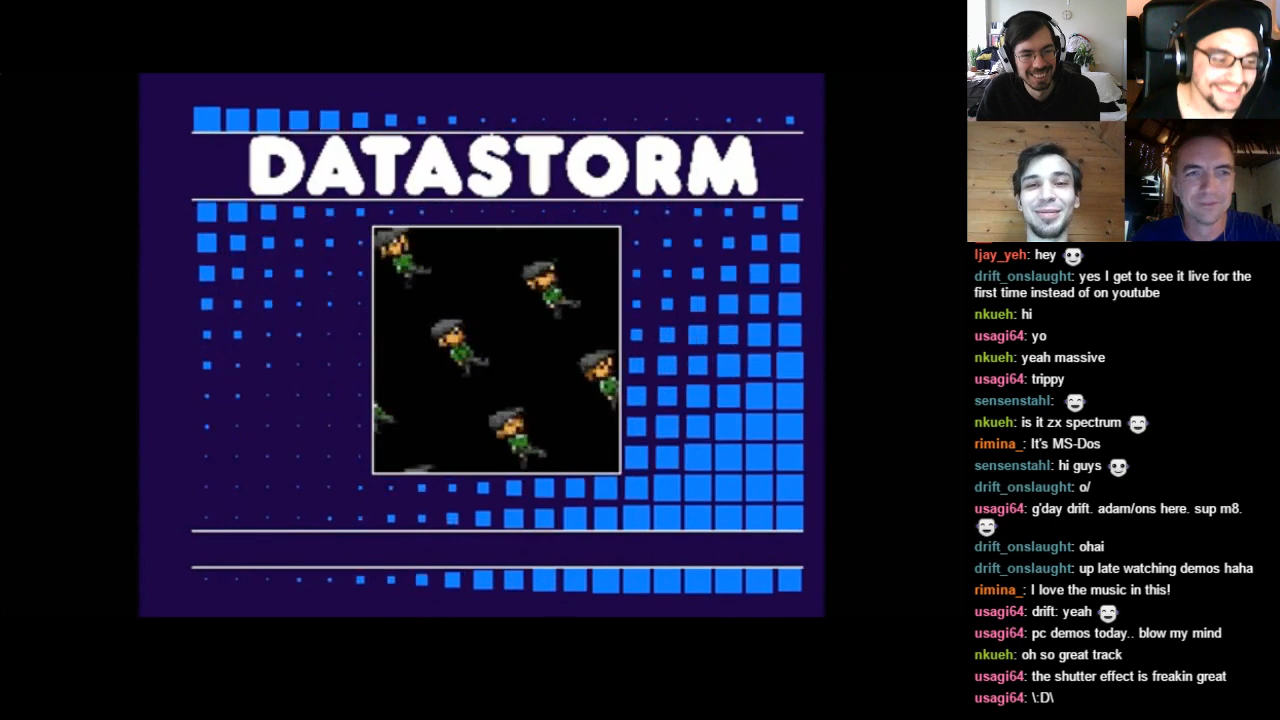 DATASTORM
ljay_yeh: hey
drift_onslaught: yes I get to see it live for the
first time instead of on youtube
nkueh: hi
usagi64: yo
nkueh: yeah massive
usagi64: trippy
sensenstahl:
nkueh: is it zx spectrum
rimina_: It's MS-Dos
sensenstahl: hi guys
drift_onslaught: o/
usagi64: g'day drift. adam/ons here. sup m8.
drift_onslaught: ohai
drift_onslaught: up late watching demos haha
rimina_: I love the music in this!
usagi64: drift: yeah
usagi64: pc demos today.. blow my mind
nkueh: oh so great track
usagi64: the shutter effect is freakin great
usagi64: \:D\